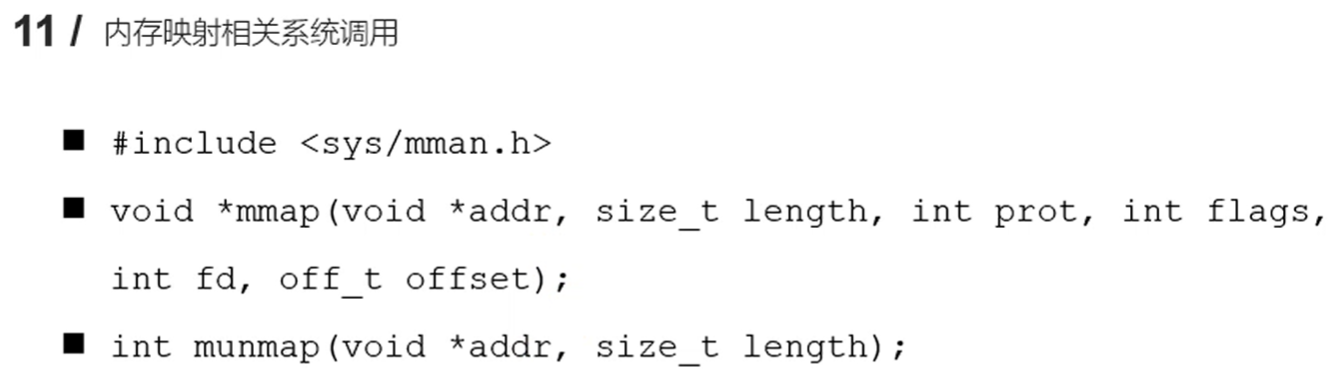 11 / 内存映射相关系统调用
■ #include <sys/mman.h>
■ void *mmap(void *addr, size_t length, int prot, int flags,
int fd, off_t offset);
■ int munmap(void *addr, size_t length);